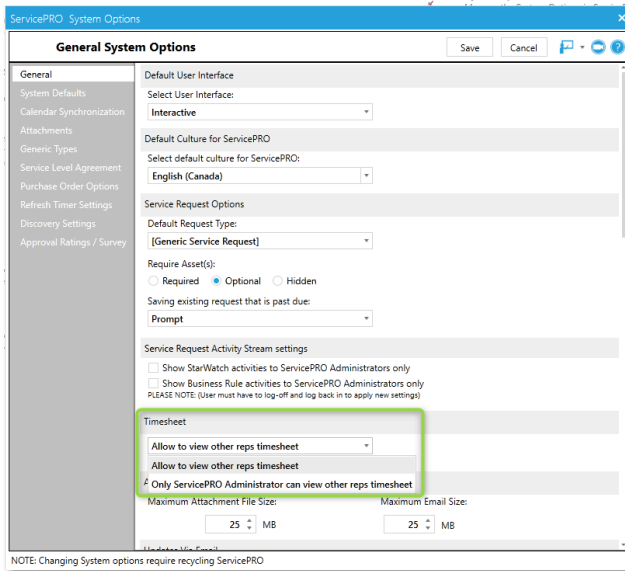 ServicePRO System Options
General System Options
Save
Cancel
General
System Defaults
Calendar Synchronization
Attachments
Generic Types
Service Level Agreement
Purchase Order Options
Refresh Timer Settings
Discovery Settings
Approval Ratings / Survey
Default User Interface
Select User Interface:
Interactive
Default Culture for ServicePRO
Select default culture for ServicePRO:
English (Canada)
Service Request Options
Default Request Type:
[Generic Service Request]
Require Asset(s):
Required Optional Hidden
Saving existing request that is past due:
Prompt
Service Request Activity Stream settings
Show StarWatch activities to ServicePRO Administrators only
Show Business Rule activities to ServicePRO Administrators only
PLEASE NOTE: (User must have to log-off and log back in to apply new settings)
Timesheet
Allow to view other reps timesheet
Allow to view other reps timesheet
Only ServicePRO Administrator can view other reps timesheet
Maximum Attachment File Size: Maximum Email Size:
25 MB 25 MB
Updates Via Email
NOTE: Changing System options require recycling ServicePRO